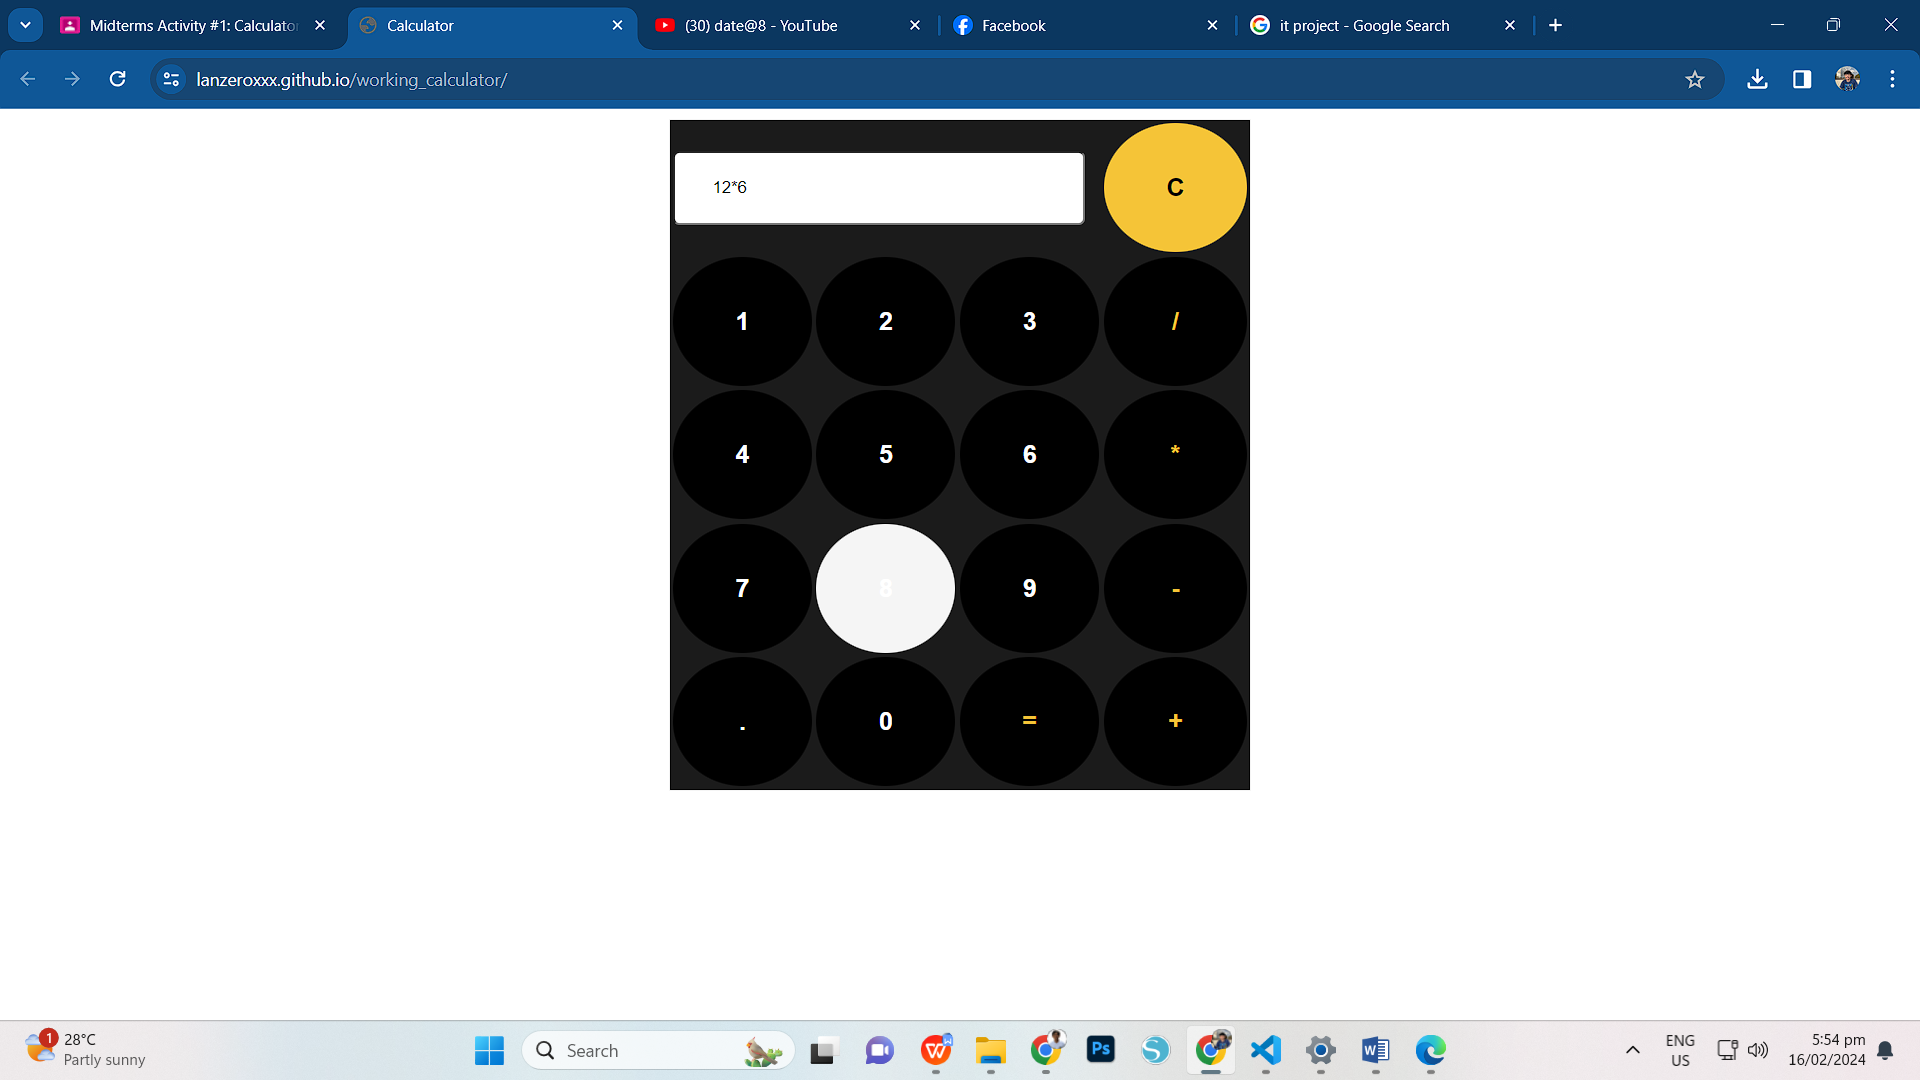 Midterms Activity #1: Calculator
Calculator
(30) date@8 - YouTube
Facebook
it project - Google Search
lanzeroxxx.github.io/working_calculator/
12*6
C
1 2 3 /
4 5 6 *
7 8 9 -
. 0 = +
1
28°C
Partly sunny
Search
W
Ps
S
W
ENG
US
5:54 pm
16/02/2024